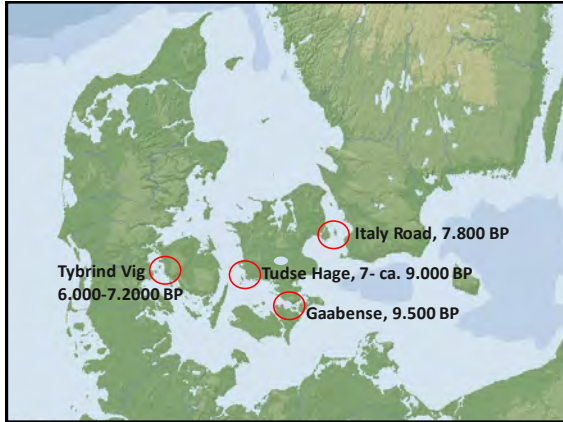 Italy Road, 7.800 BP
Tybrind Vig
6.000-7.2000 BP
Tudse Hage, 7- ca. 9.000 BP
Gaabense, 9.500 BP